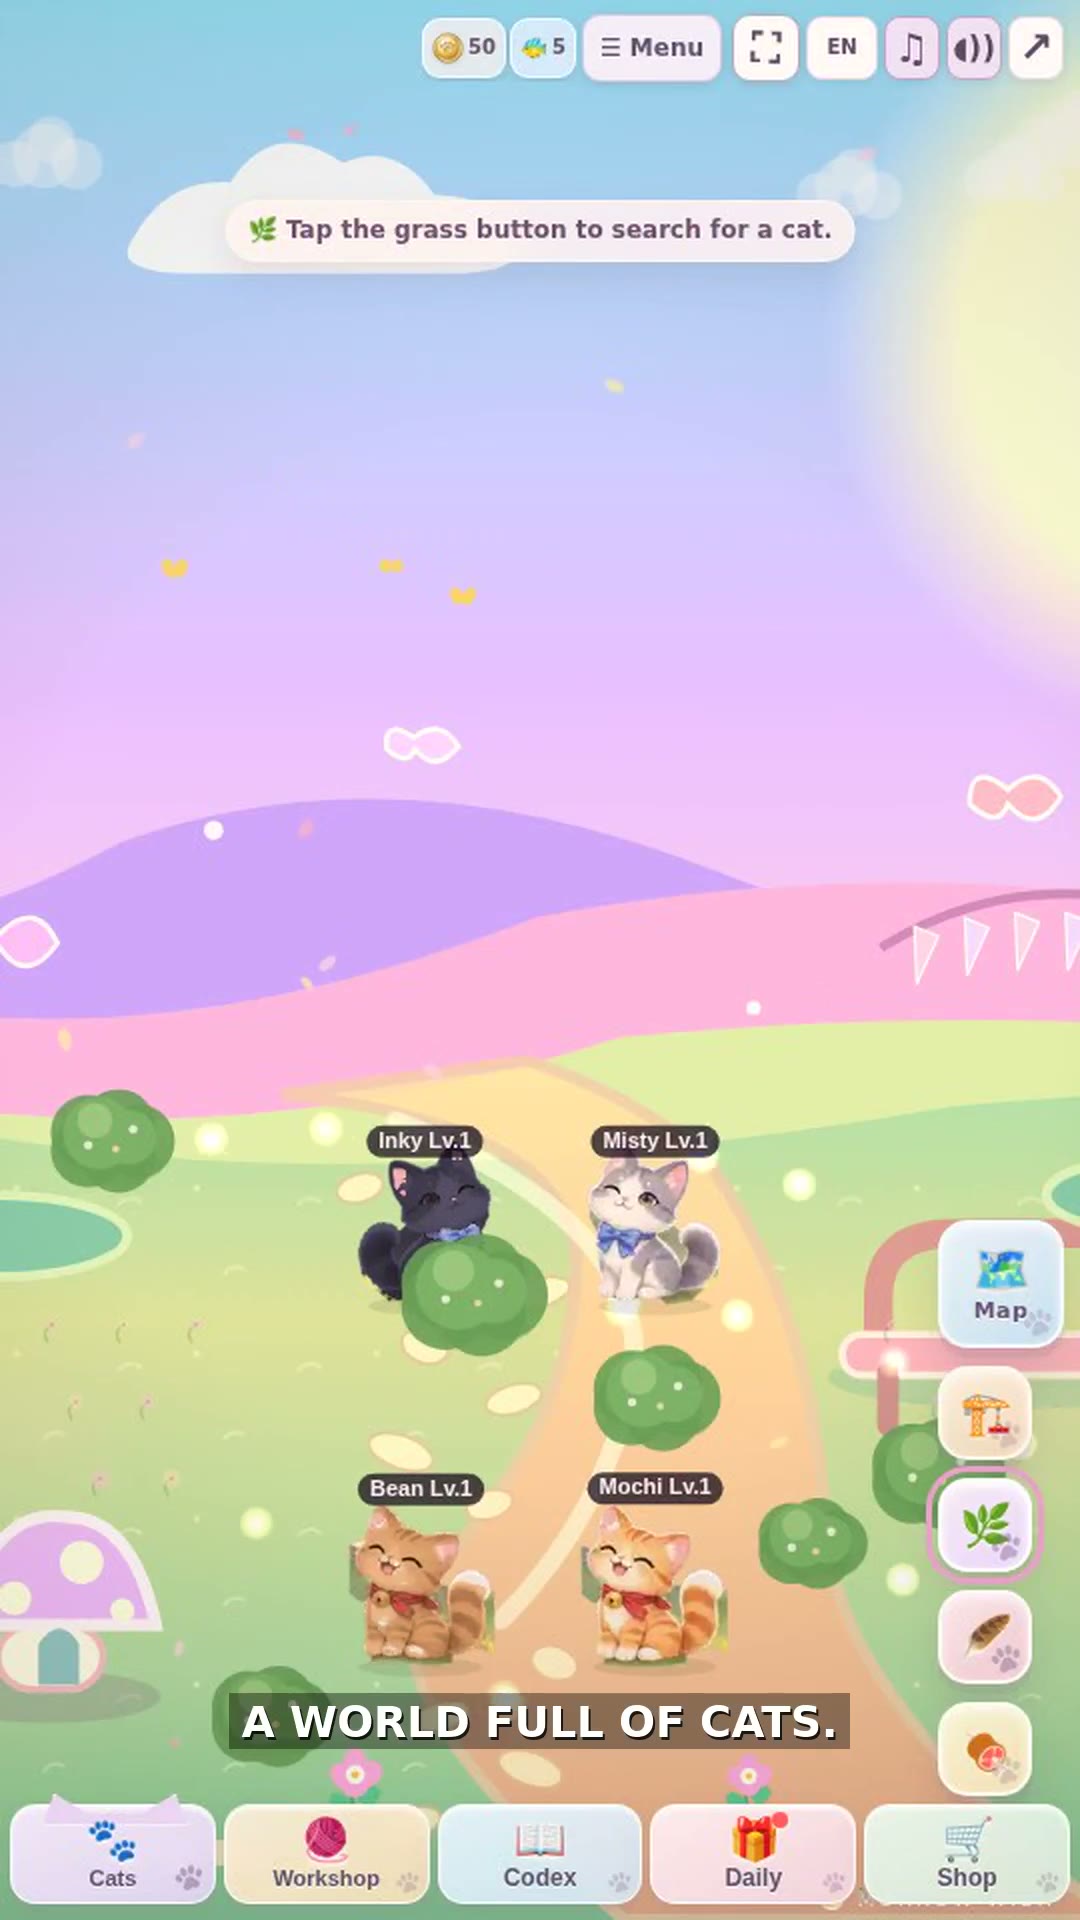 50
5
☰ Menu
EN
Tap the grass button to search for a cat.
Inky Lv.1
Misty Lv.1
Map
Bean Lv.1
Mochi Lv.1
A WORLD FULL OF CATS.
Cats
Workshop
Codex
Daily
Shop